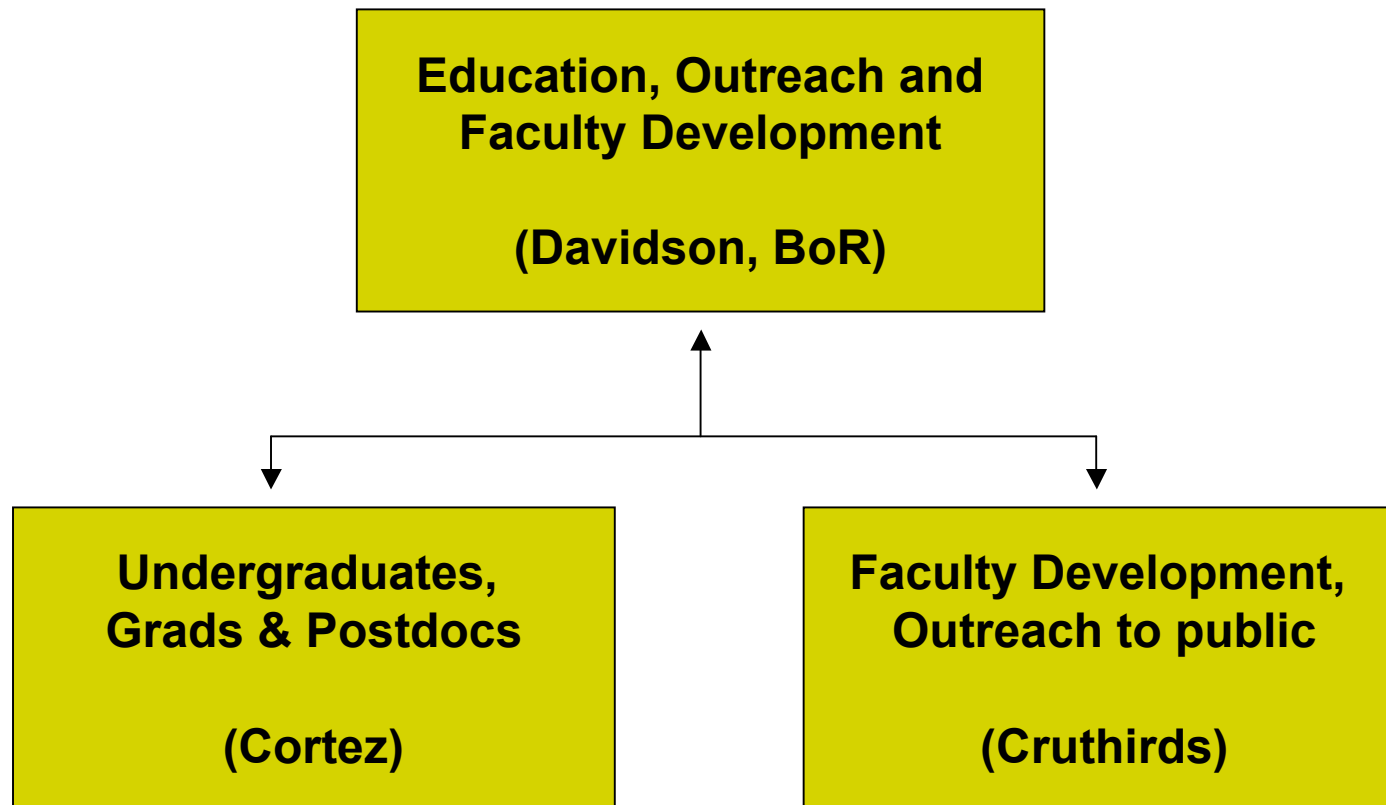 Education, Outreach and
Faculty Development
(Davidson, BoR)
Undergraduates,
Grads & Postdocs
(Cortez)
Faculty Development,
Outreach to public
(Cruthirds)